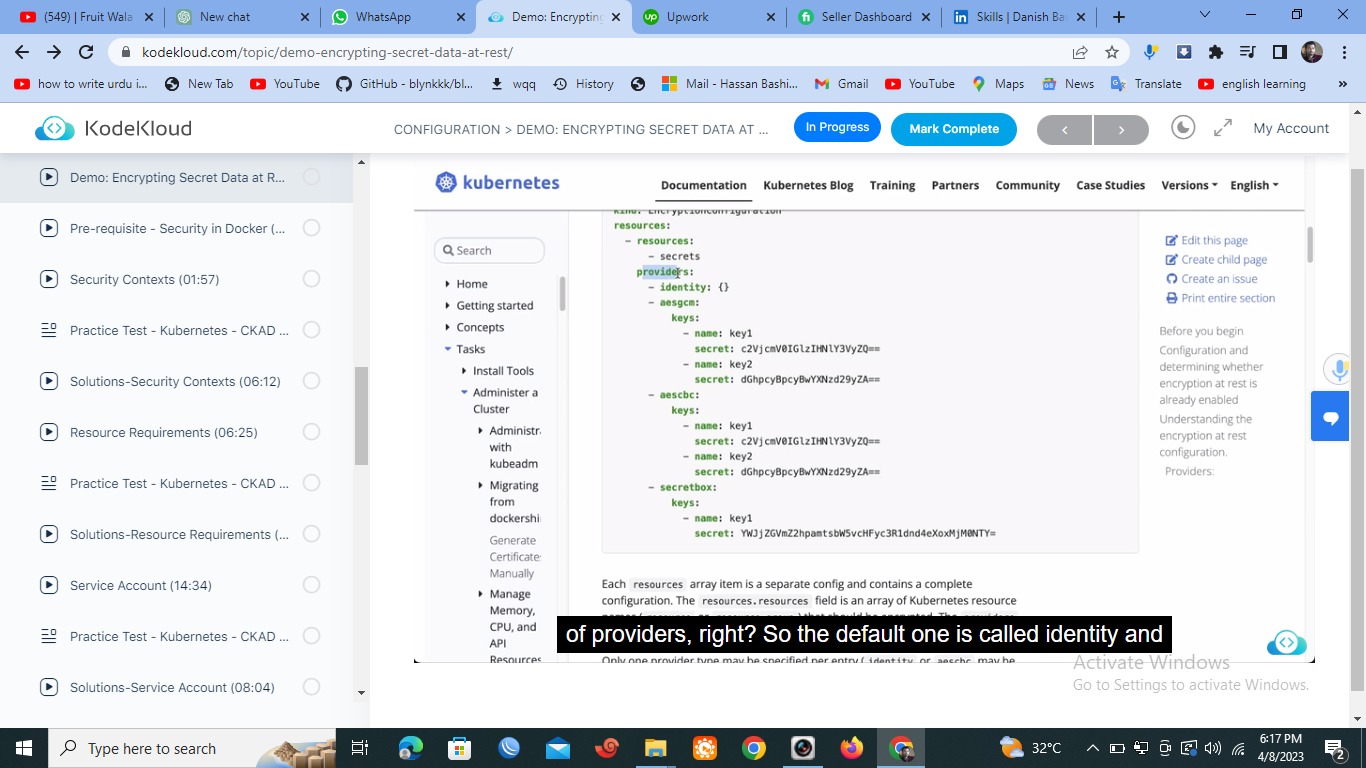 (549) | Fruit Wala
New chat
WhatsApp
Demo: Encrypting
Upwork
Seller Dashboard
Skills | Danish Ba
kodekloud.com/topic/demo-encrypting-secret-data-at-rest/
how to write urdu i...
New Tab
YouTube
GitHub - blynkkk/bl...
wqq
History
Mail - Hassan Bashi...
Gmail
YouTube
Maps
News
Translate
english learning
»
KodeKloud
CONFIGURATION > DEMO: ENCRYPTING SECRET DATA AT ...
In Progress
Mark Complete
My Account
Demo: Encrypting Secret Data at R...
Pre-requisite - Security in Docker (...
Security Contexts (01:57)
Practice Test - Kubernetes - CKAD ...
Solutions-Security Contexts (06:12)
Resource Requirements (06:25)
Practice Test - Kubernetes - CKAD ...
Solutions-Resource Requirements (...
Service Account (14:34)
Practice Test - Kubernetes - CKAD ...
Solutions-Service Account (08:04)
kubernetes
Documentation
Kubernetes Blog
Training
Partners
Community
Case Studies
Versions
English
Search
Home
Getting started
Concepts
Tasks
Install Tools
Administer a
Cluster
Administr
with
kubeadm
Migrating
from
dockershi
Generate
Certificate
Manually
Manage
Memory,
CPU, and
API
Resources
kind: EncryptionConfiguration
resources:
- resources:
- secrets
providers:
- identity: {}
- aesgcm:
keys:
- name: key1
secret: c2VjcmV0IGlzIHNlY3VyZQ==
- name: key2
secret: dGhpcyBpcyBwYXNzd29yZA==
- aescbc:
keys:
- name: key1
secret: c2VjcmV0IGlzIHNlY3VyZQ==
- name: key2
secret: dGhpcyBpcyBwYXNzd29yZA==
- secretbox:
keys:
- name: key1
secret: YWJjZGVmZ2hpamtsbW5vcHFyc3R1dnd4eXoxMjM0NTY=
Each resources array item is a separate config and contains a complete
configuration. The resources.resources field is an array of Kubernetes resource
that should be encrypted. The
of providers, right? So the default one is called identity and
Only one provider type may be specified per entry ( identity or aescbc may be
Edit this page
Create child page
Create an issue
Print entire section
Before you begin
Configuration and
determining whether
encryption at rest is
already enabled
Understanding the
encryption at rest
configuration.
Providers:
Activate Windows
Go to Settings to activate Windows.
Type here to search
32°C
6:17 PM
4/8/2023
2